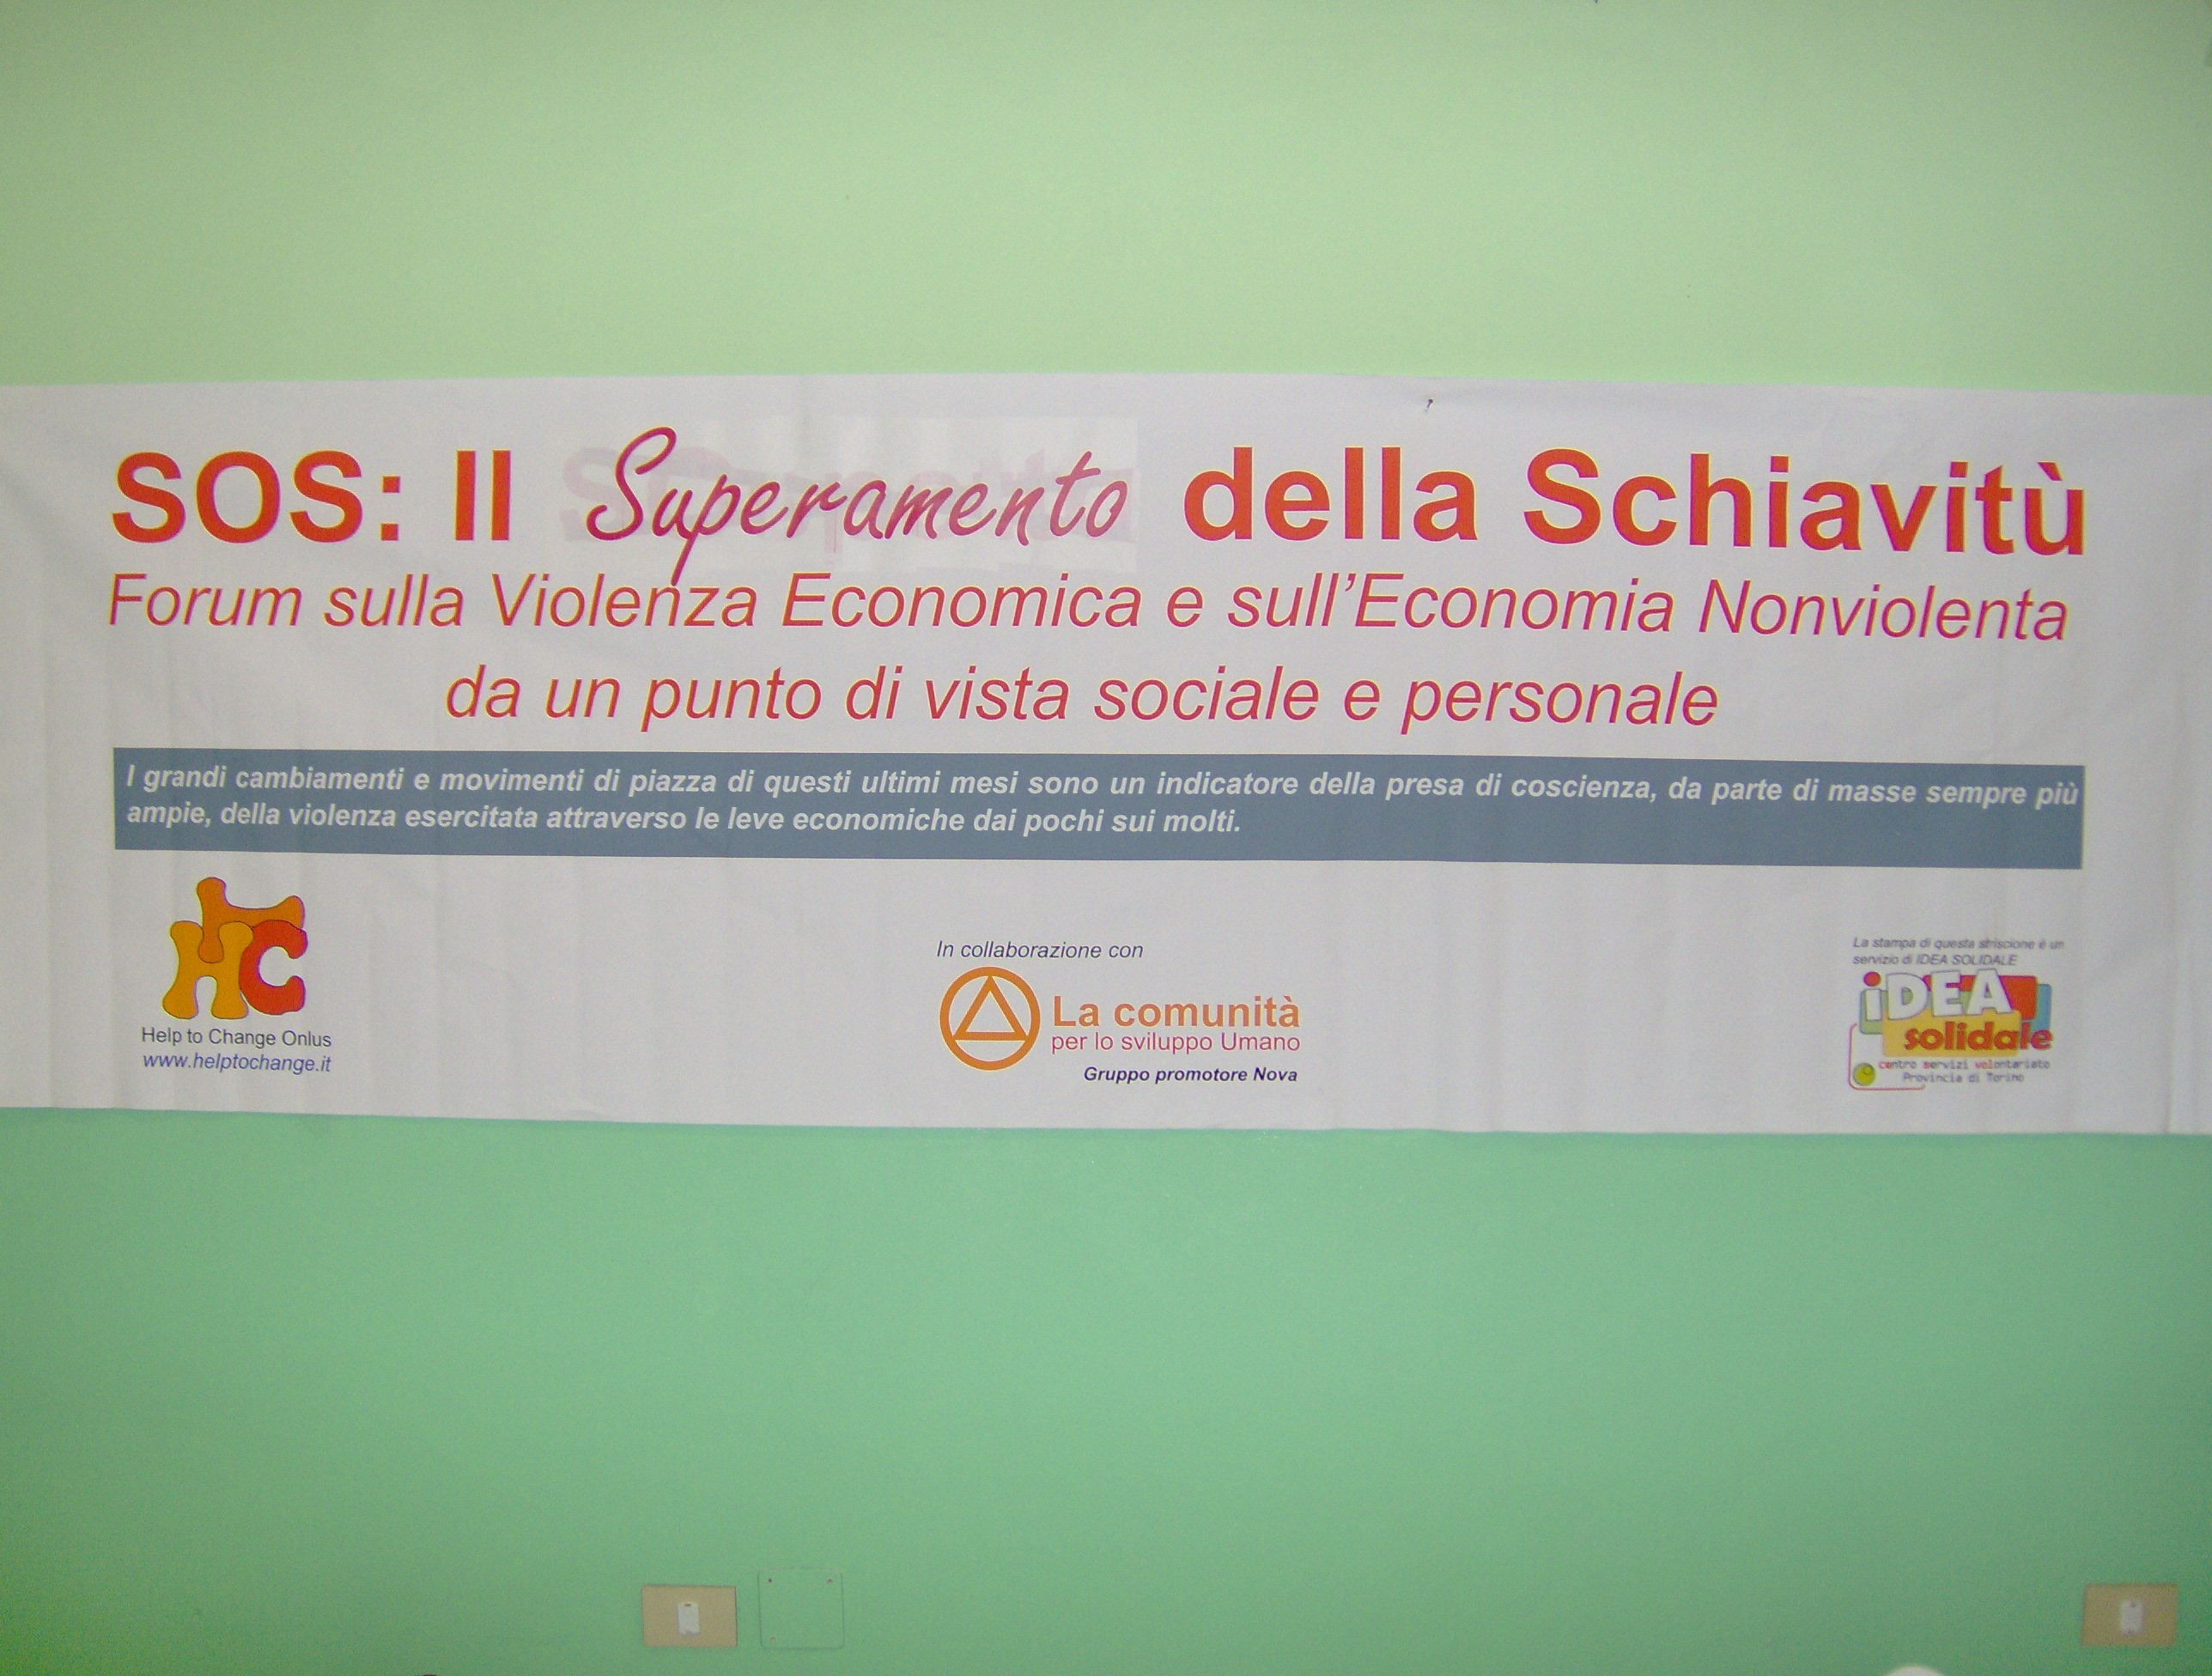 SOS: Il Superamento della Schiavitù
Forum sulla Violenza Economica e sull'Economia Nonviolenta
da un punto di vista sociale e personale
I grandi cambiamenti e movimenti di piazza di questi ultimi mesi sono un indicatore della presa di coscienza, da parte di masse sempre più
ampie, della violenza esercitata attraverso le leve economiche dai pochi sui molti.
HtC
Help to Change Onlus
www.helptochange.it
In collaborazione con
La comunità
per lo sviluppo Umano
Gruppo promotore Nova
La stampa di questa striscione è un
servizio di IDEA SOLIDALE
iDEA
solidale
centro servizi volontariato
Provincia di Torino